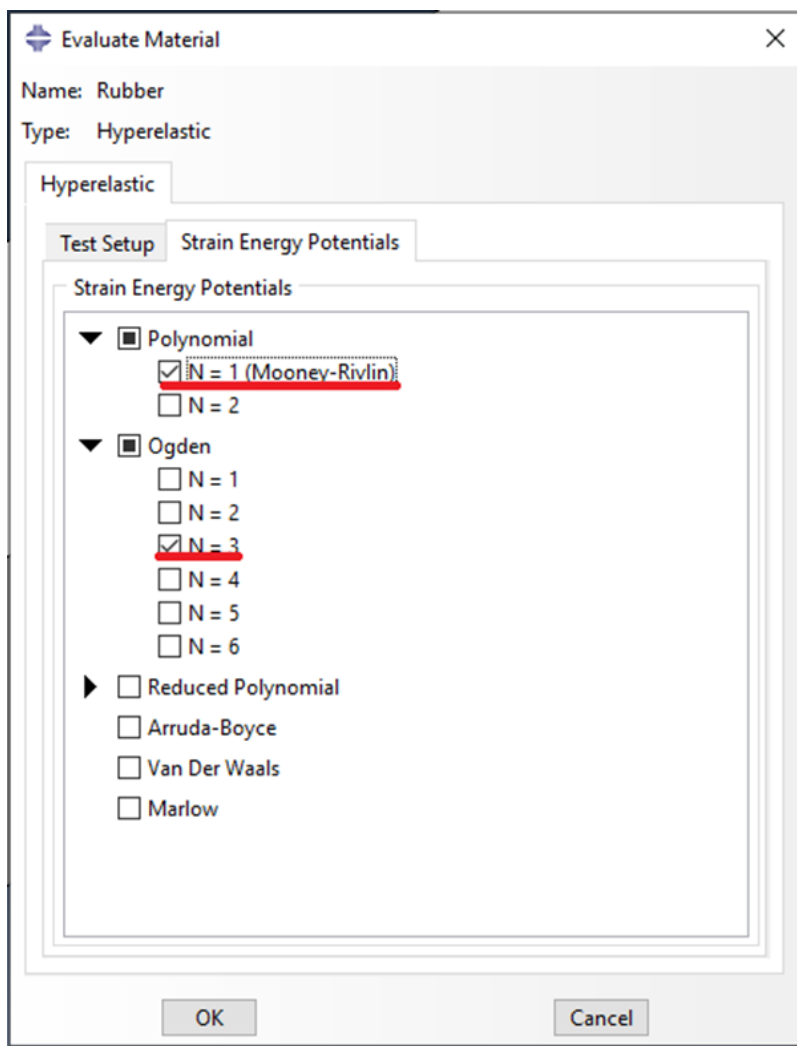 Evaluate Material
Name: Rubber
Type: Hyperelastic
Hyperelastic
Test Setup Strain Energy Potentials
Strain Energy Potentials
Polynomial
N = 1 (Mooney-Rivlin)
N = 2
Ogden
N = 1
N = 2
N = 3
N = 4
N = 5
N = 6
Reduced Polynomial
Arruda-Boyce
Van Der Waals
Marlow
OK Cancel